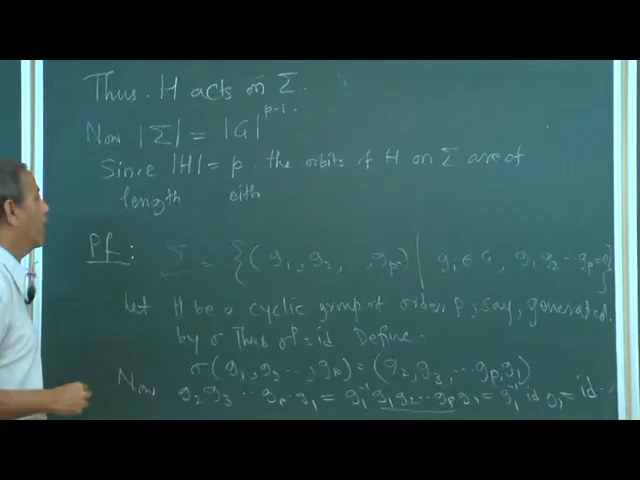 Thus. H acts on Σ.
Now |Σ| = |G|^{p-1}.
Since |H| = p. the orbits of H on Σ are of
length eith
Pf: Σ = {(g₁, g₂, , gₚ) | gᵢ ∈ G, g₁g₂⋯gₚ=e}
Let H be a cyclic group of order p, say, generated.
by σ Thus σᵖ = id Define.
σ(g₁, g₂ ⋯, gₚ) = (g₂, g₃, ⋯ gₚ, g₁)
Now g₂g₃ ⋯ gₚ g₁ = g₁⁻¹ g₁g₂ ⋯ gₚ g₁ = g₁⁻¹ id g₁ = id